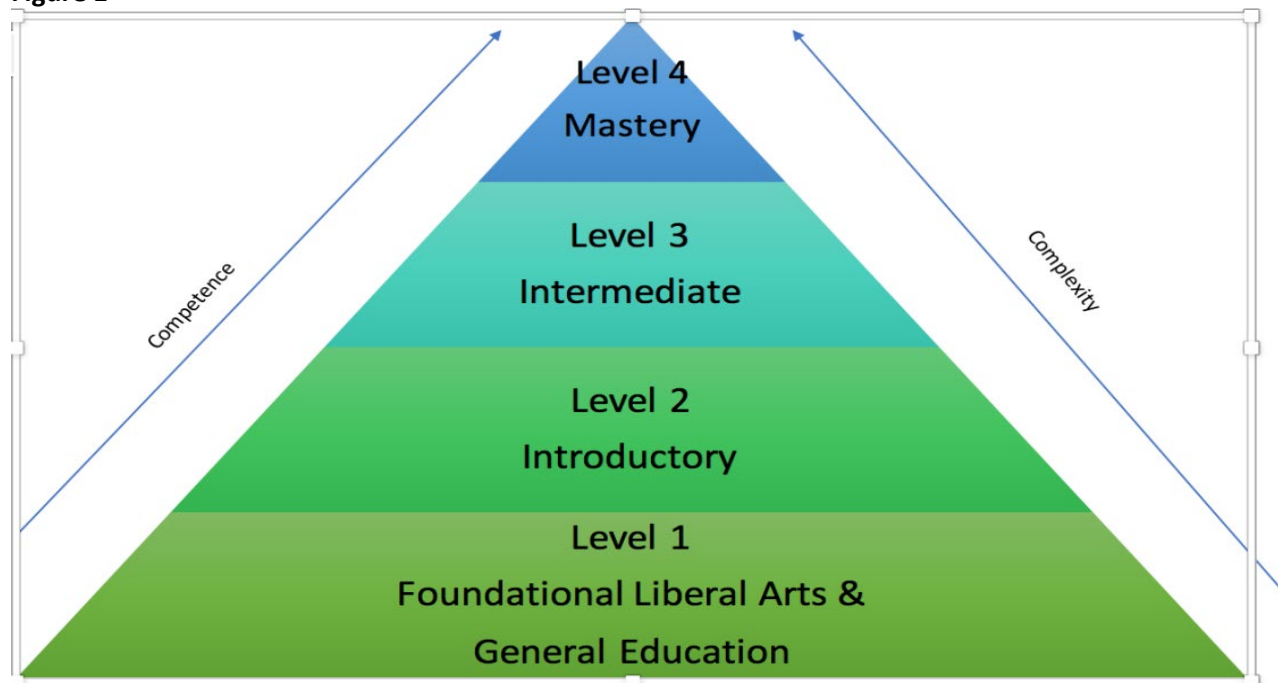 Level 4
Mastery
Level 3
Intermediate
Competence
Complexity
Level 2
Introductory
Level 1
Foundational Liberal Arts &
General Education